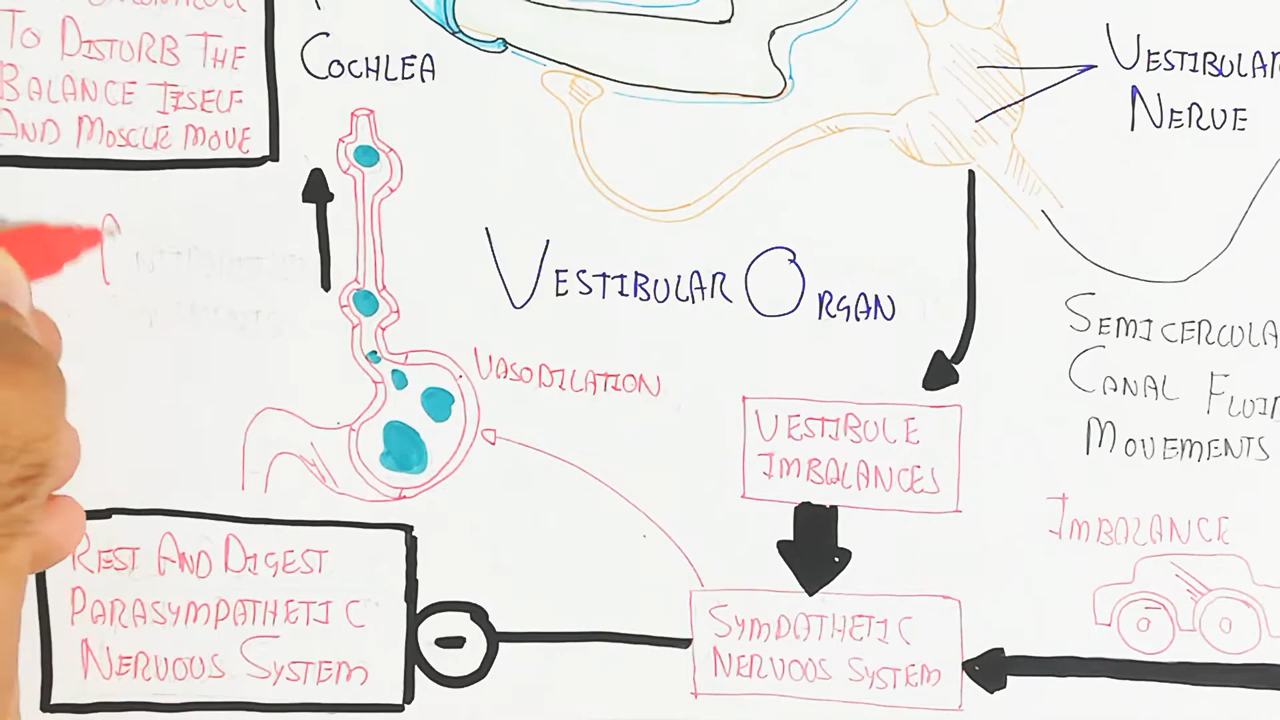 TO DISTURB THE
BALANCE ITSELF
AND MOSCLE MOVE
COCHLEA
VESTIBULAR
NERVE
VESTIBULAR ORGAN
VASODILATION
SEMICERCULA
CANAL FLUID
MOVEMENTS
VESTIBULE
IMBALANCES
IMBALANCE
REST AND DIGEST
PARASYMPATHETIC
NERVOUS SYSTEM
-
SYMPATHETIC
NERVOUS SYSTEM